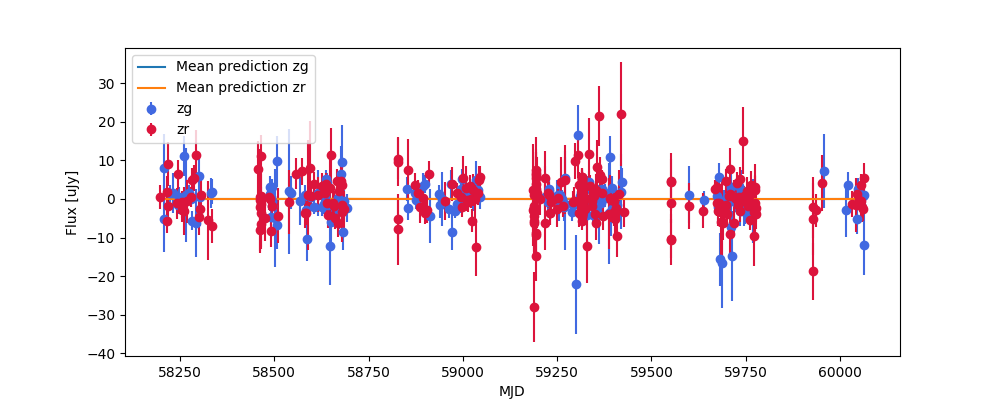 Mean prediction zg
Mean prediction zr
zg
zr
Flux [uJy]
30
20
10
0
−10
−20
−30
−40
58250 58500 58750 59000 59250 59500 59750 60000
MJD